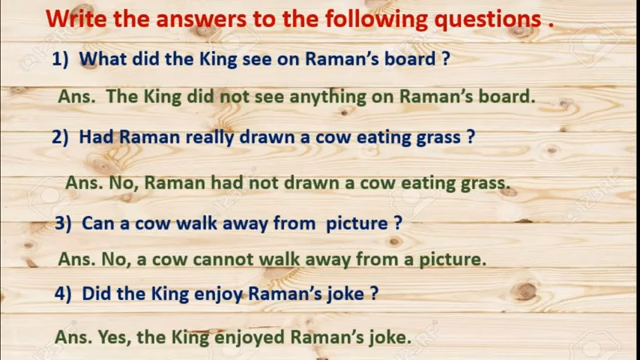 Write the answers to the following questions .
1) What did the King see on Raman's board ?
Ans. The King did not see anything on Raman's board.
2) Had Raman really drawn a cow eating grass ?
Ans. No, Raman had not drawn a cow eating grass.
3) Can a cow walk away from picture ?
Ans. No, a cow cannot walk away from a picture.
4) Did the King enjoy Raman's joke ?
Ans. Yes, the King enjoyed Raman's joke.